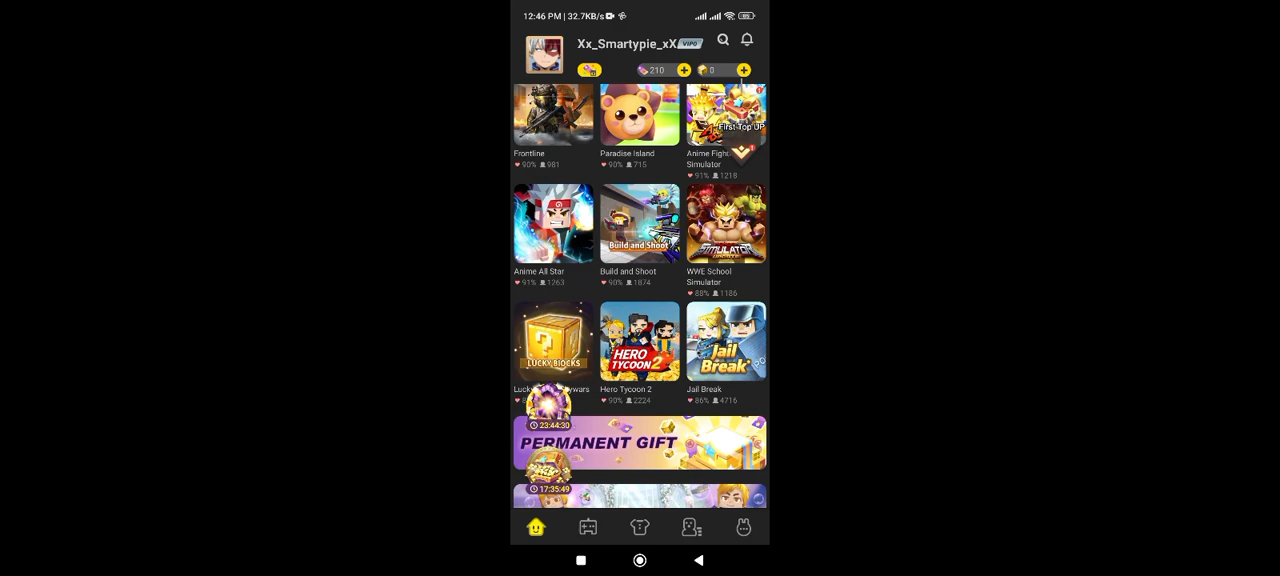 12:46 PM | 32.7KB/s
Xx_Smartypie_xX VIP0
210 0
First Top UP
Frontline
90% 981
Paradise Island
90% 715
Anime Fight
Simulator
91% 1218
Build and Shoot
SIMULATOR
Anime All Star
91% 1263
Build and Shoot
90% 1874
WWE School
Simulator
88% 1186
LUCKY BLOCKS
HERO
TYCOON 2
Jail
Break
Hero Tycoon 2
90% 2224
Jail Break
86% 4716
23:44:30
PERMANENT GIFT
17:35:49